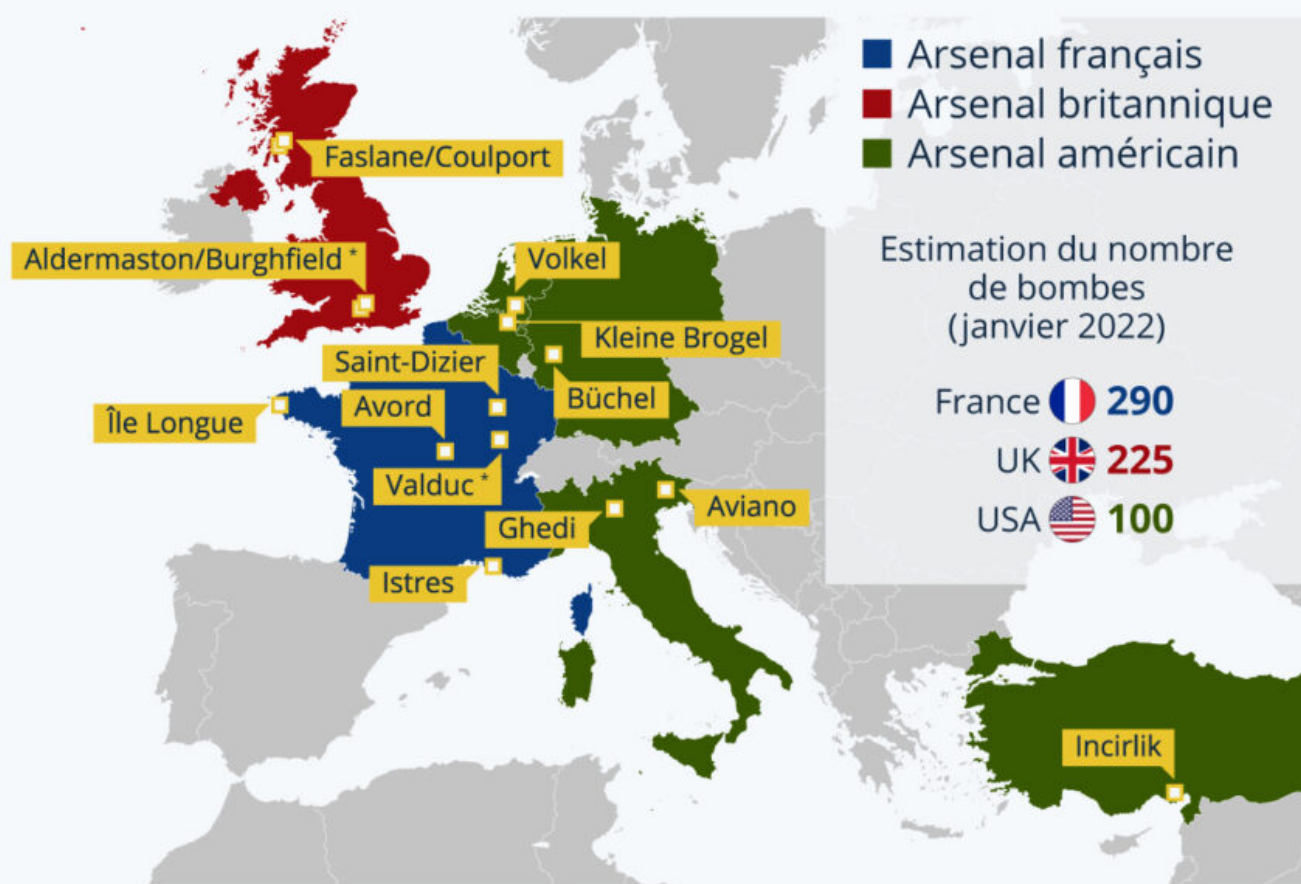 Arsenal français
Arsenal britannique
Arsenal américain
Estimation du nombre
de bombes
(janvier 2022)
France 290
UK 225
USA 100
Faslane/Coulport
Aldermaston/Burghfield *
Volkel
Kleine Brogel
Saint-Dizier
Büchel
Avord
Île Longue
Valduc *
Aviano
Ghedi
Istres
Incirlik